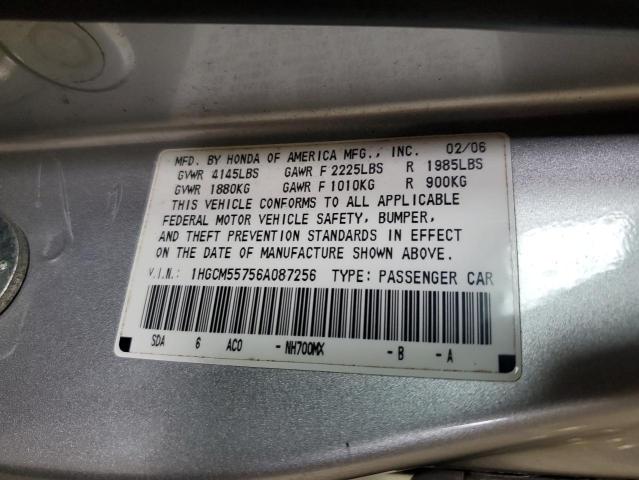 MFD. BY HONDA OF AMERICA MFG., INC. 02/06
GVWR 4145LBS GAWR F 2225LBS R 1985LBS
GVWR 1880KG GAWR F 1010KG R 900KG
THIS VEHICLE CONFORMS TO ALL APPLICABLE
FEDERAL MOTOR VEHICLE SAFETY, BUMPER,
AND THEFT PREVENTION STANDARDS IN EFFECT
ON THE DATE OF MANUFACTURE SHOWN ABOVE.
V.I.N.: 1HGCM55756A087256 TYPE: PASSENGER CAR
SDA 6 AC0 -NH700MX -B -A